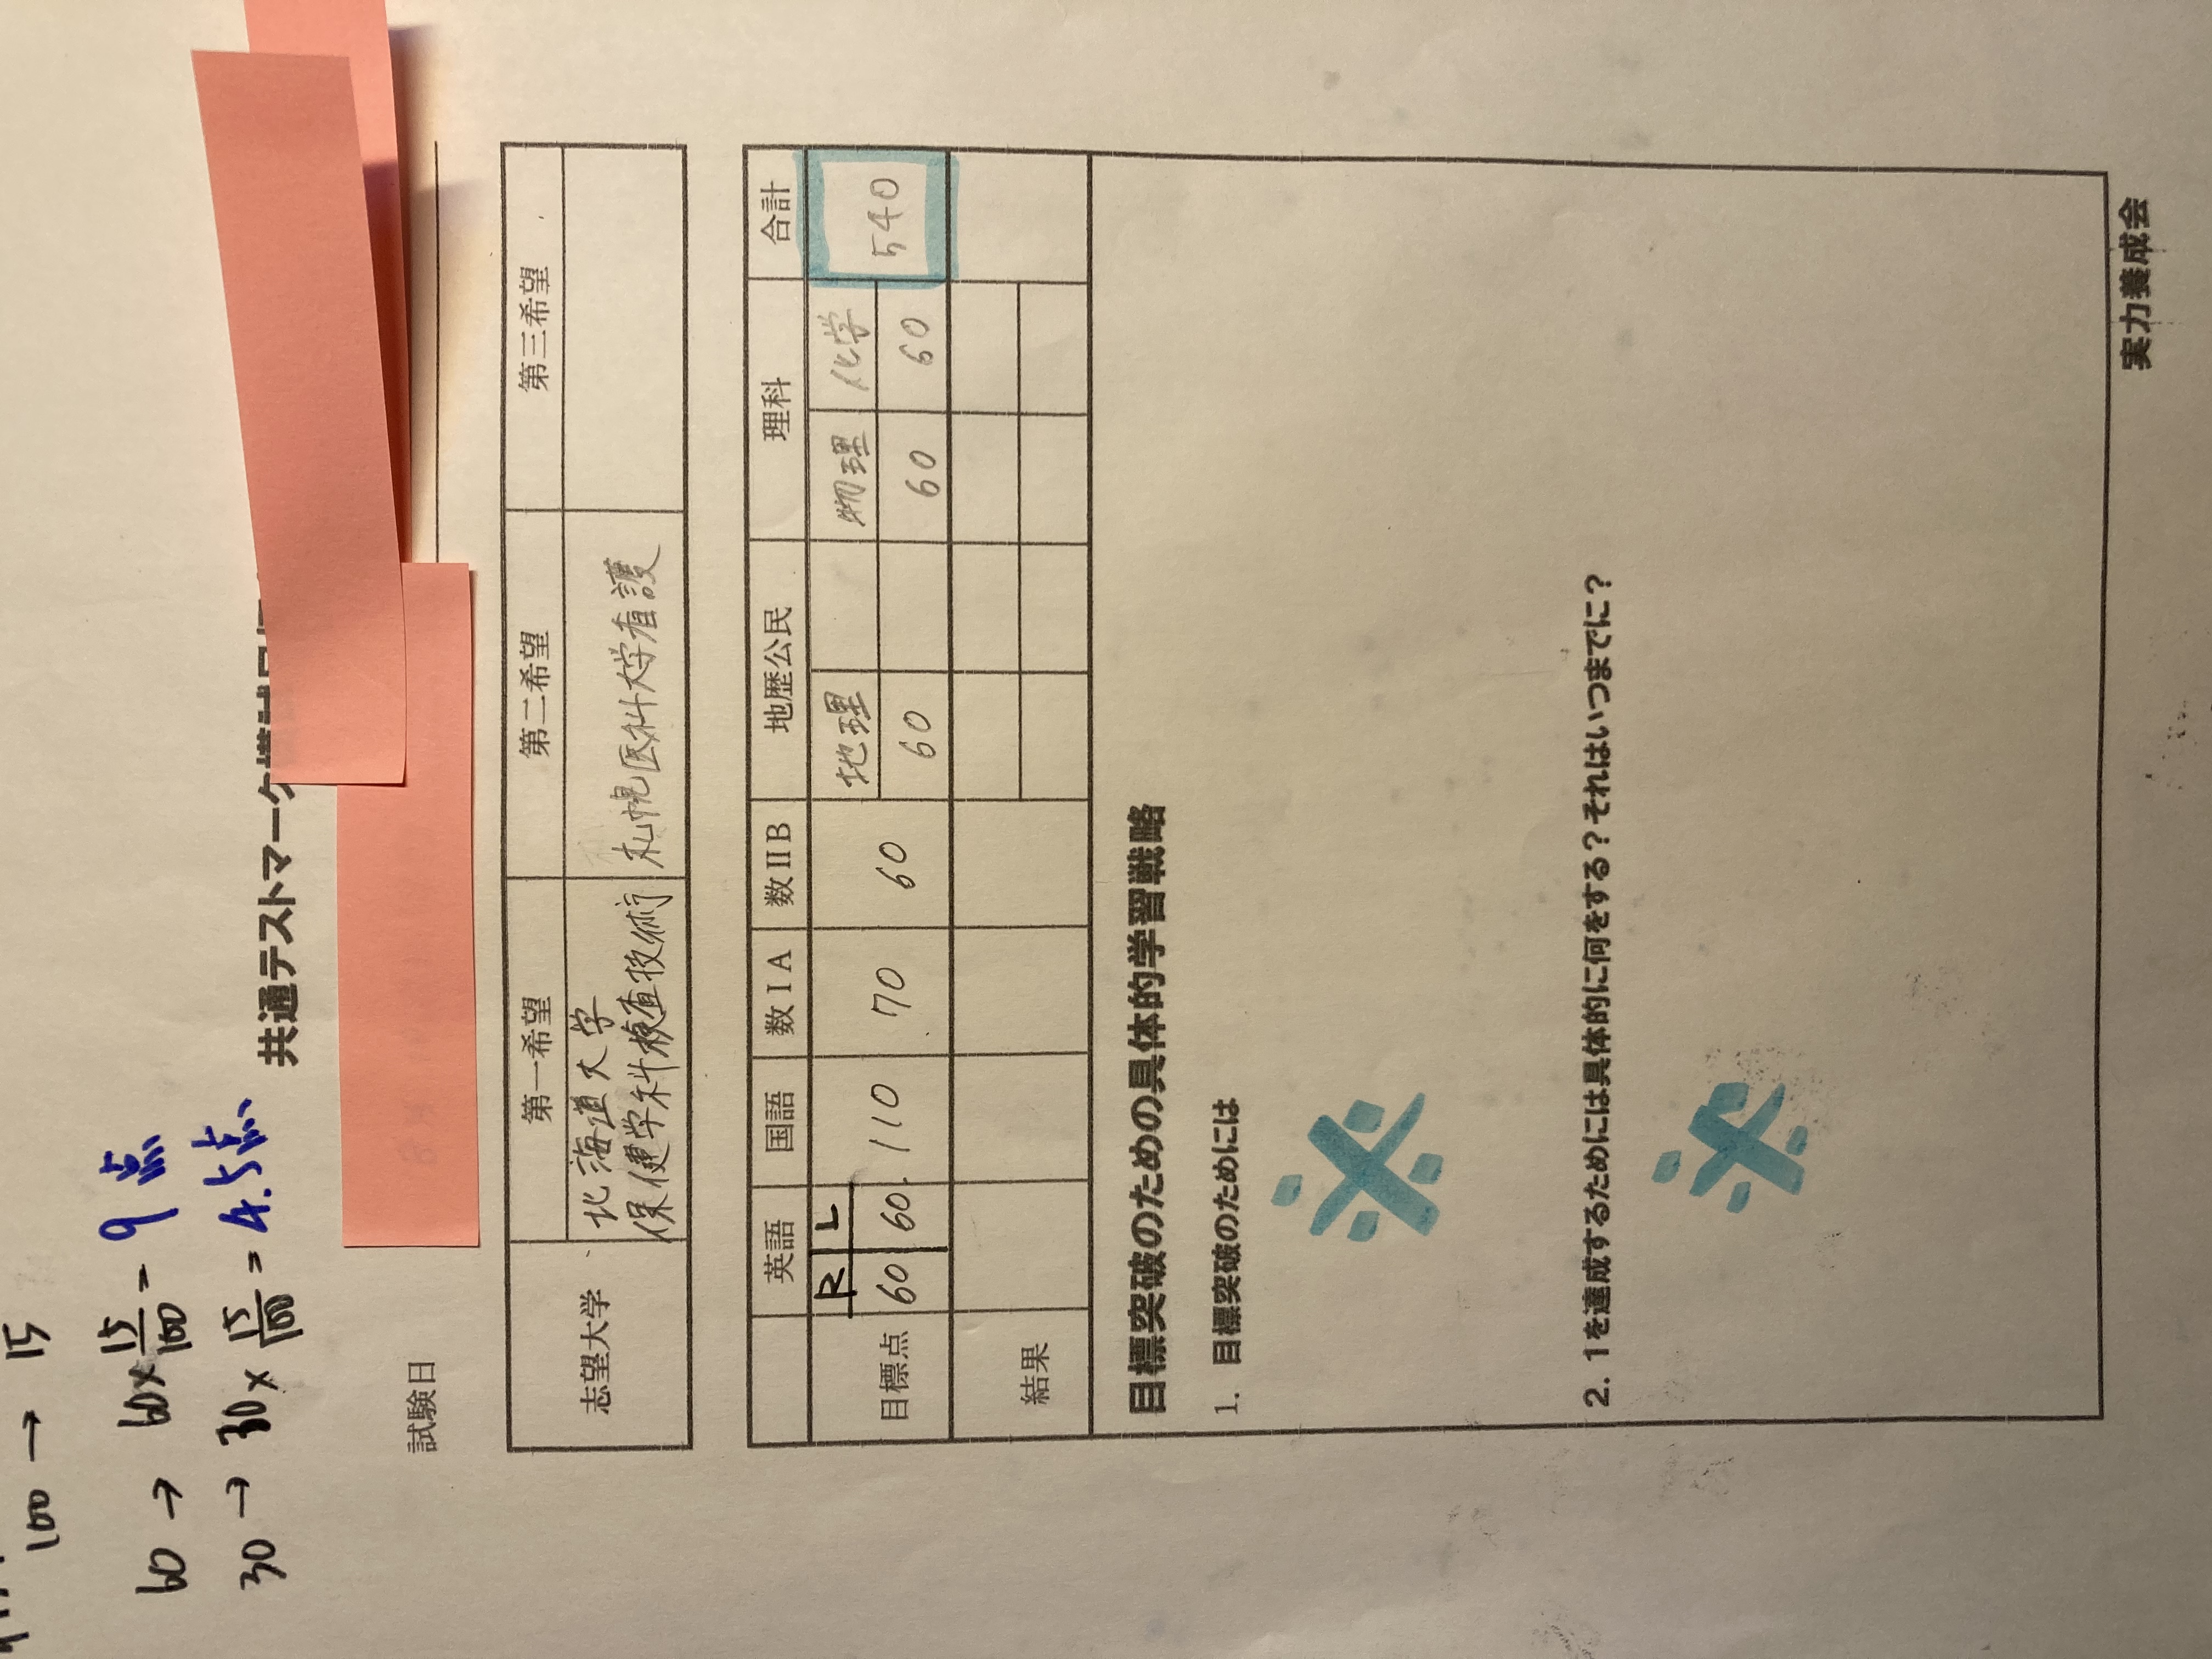 100 → 15
60 → 60×15/100 = 9点
30 → 30×15/100 = 4.5点
共通テストマーク
試験日
志望大学 第一希望 第二希望 第三希望
北海道大学 札幌医科大学看護
保健学科検査技術
英語 国語 数ⅠA 数ⅡB 地歴公民 理科 合計
R L 地理 物理 化学
目標点 60 60 110 70 60 60 60 60 540
結果
目標突破のための具体的学習戦略
1. 目標突破のためには
※
2. 1を達成するためには具体的に何をする？それはいつまでに？
※
実力養成会